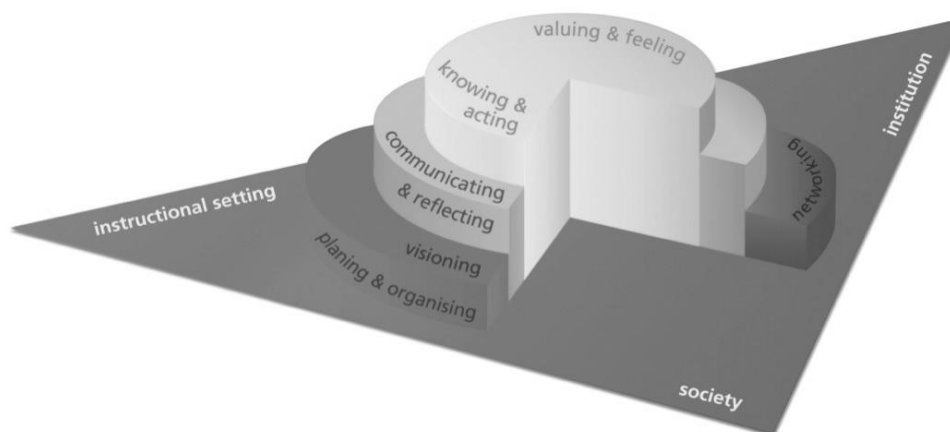 valuing & feeling
knowing &
acting
communicating
& reflecting
visioning
planing & organising
networking
instructional setting
institution
society